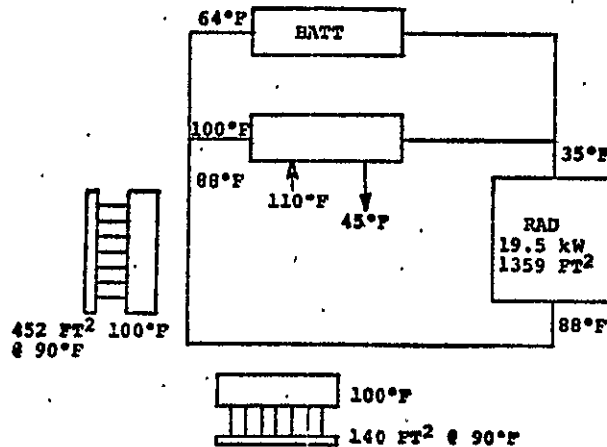 64°F
BATT
100°F
88°F
110°F
45°F
35°F
RAD
19.5 kW
1359 FT²
88°F
452 FT² 100°F
@ 90°F
100°F
140 FT² @ 90°F